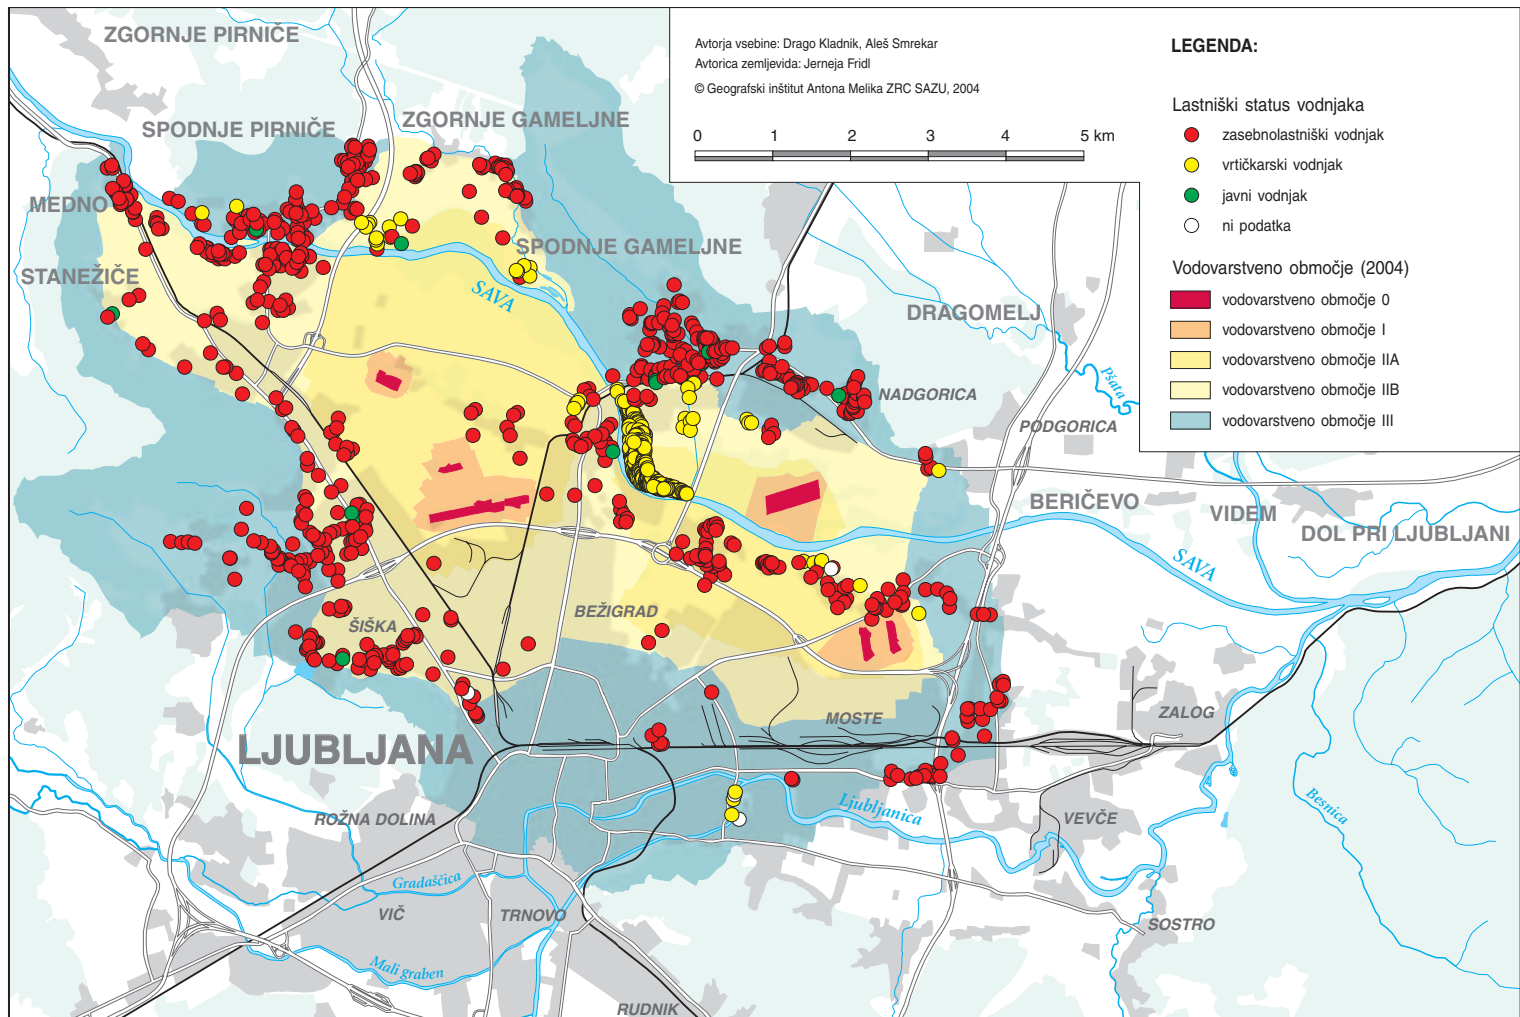 ZGORNJE PIRNIČE
SPODNJE PIRNIČE
ZGORNJE GAMELJNE
MEDNO
STANEŽIČE
SPODNJE GAMELJNE
SAVA
DRAGOMELJ
Pšata
NADGORICA
PODGORICA
BERIČEVO
VIDEM
DOL PRI LJUBLJANI
SAVA
BEŽIGRAD
ŠIŠKA
LJUBLJANA
MOSTE
ZALOG
ROŽNA DOLINA
Ljubljanica
VEVČE
Besnica
Gradaščica
VIČ
TRNOVO
SOSTRO
Mali graben
RUDNIK
Avtorja vsebine: Drago Kladnik, Aleš Smrekar
Avtorica zemljevida: Jerneja Fridl
© Geografski inštitut Antona Melika ZRC SAZU, 2004
0 1 2 3 4 5 km
LEGENDA:
Lastniški status vodnjaka
zasebnolastniški vodnjak
vrtičkarski vodnjak
javni vodnjak
ni podatka
Vodovarstveno območje (2004)
vodovarstveno območje 0
vodovarstveno območje I
vodovarstveno območje IIA
vodovarstveno območje IIB
vodovarstveno območje III